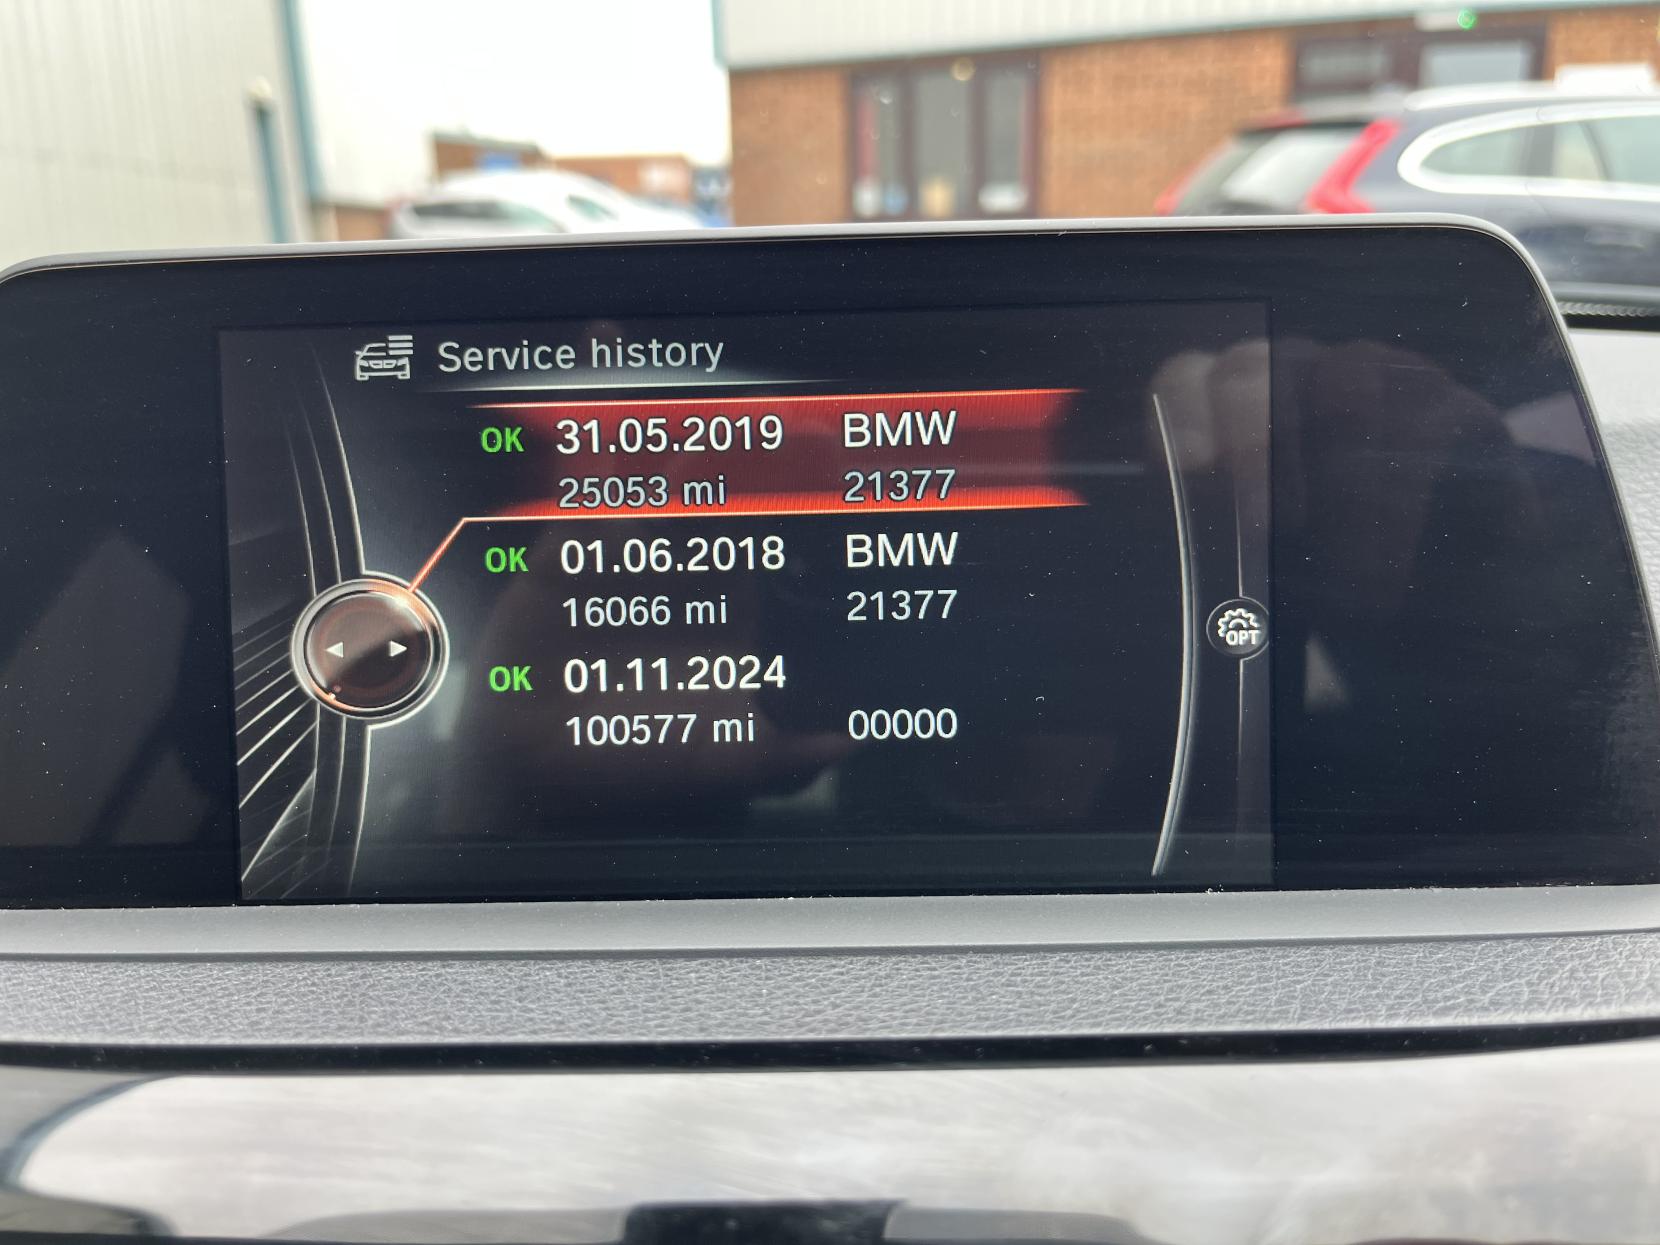 Service history
OK 31.05.2019 BMW
25053 mi 21377
OK 01.06.2018 BMW
16066 mi 21377
OPT
OK 01.11.2024
100577 mi 00000